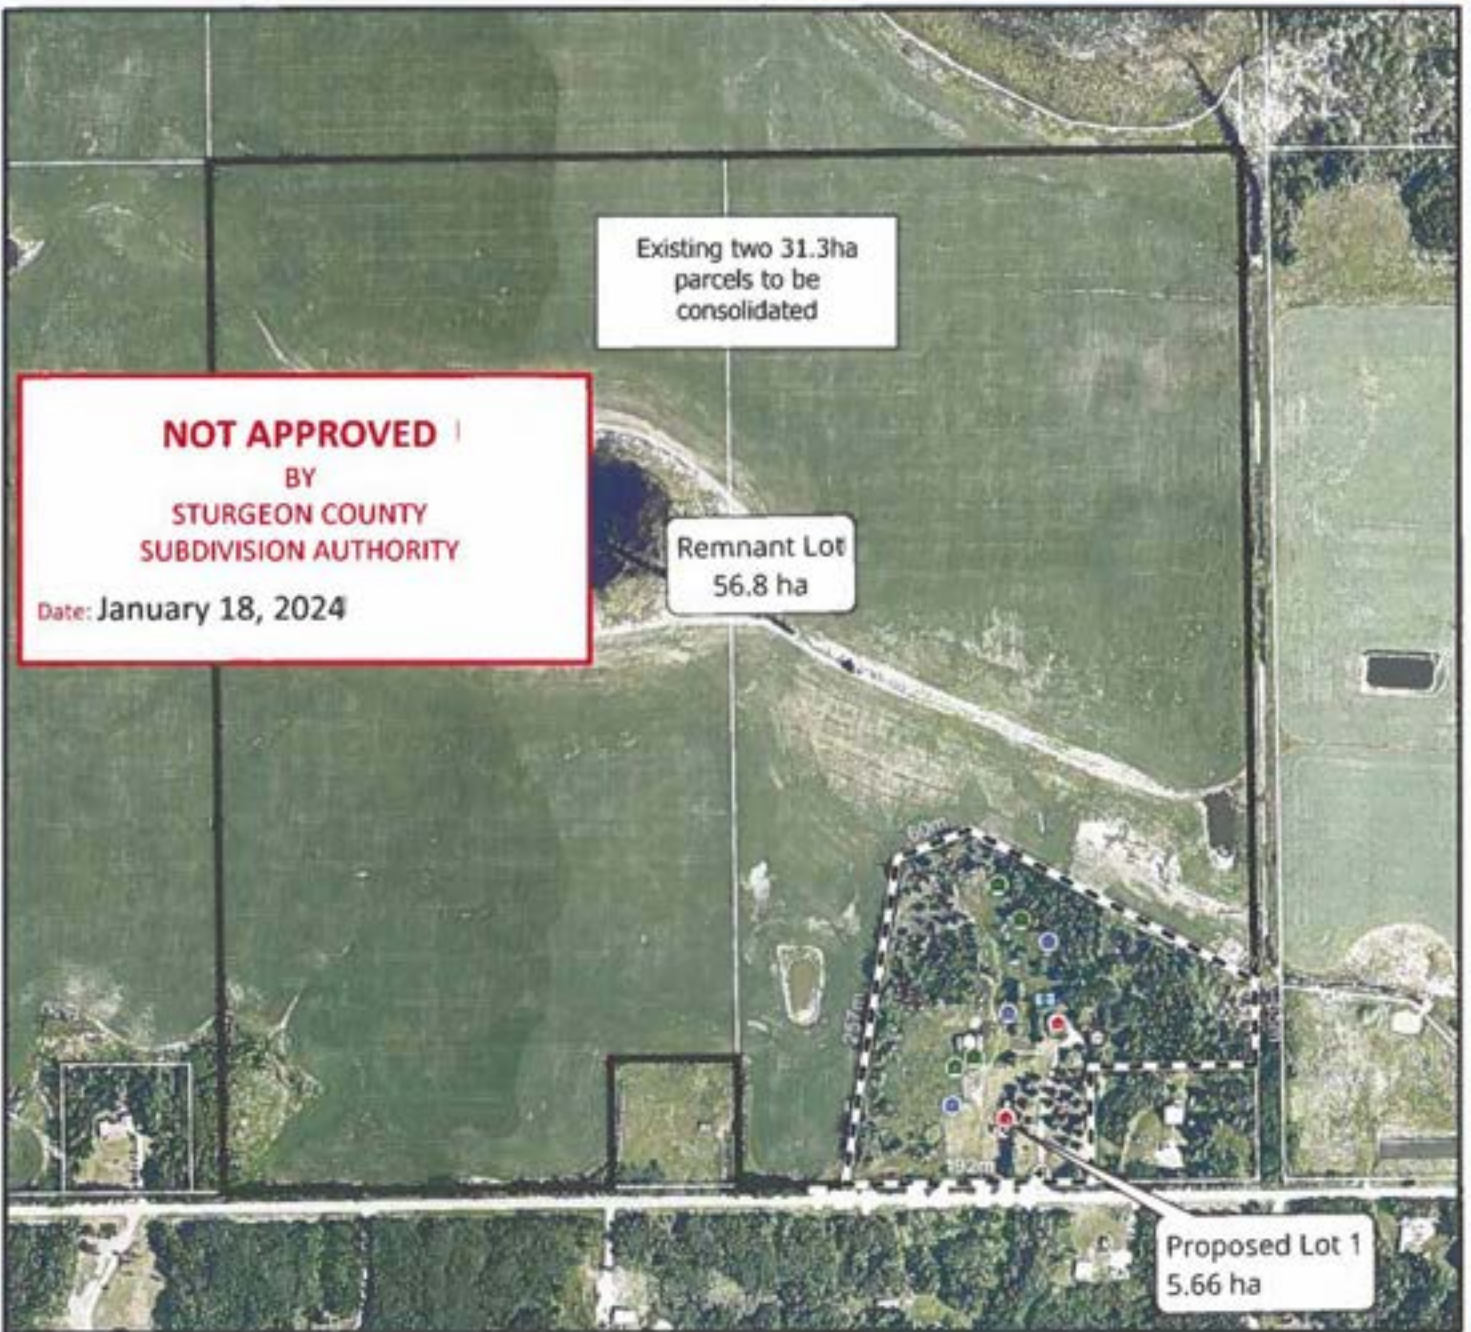 Existing two 31.3ha
parcels to be
consolidated
NOT APPROVED
BY
STURGEON COUNTY
SUBDIVISION AUTHORITY
Date: January 18, 2024
Remnant Lot
56.8 ha
192m
Proposed Lot 1
5.66 ha